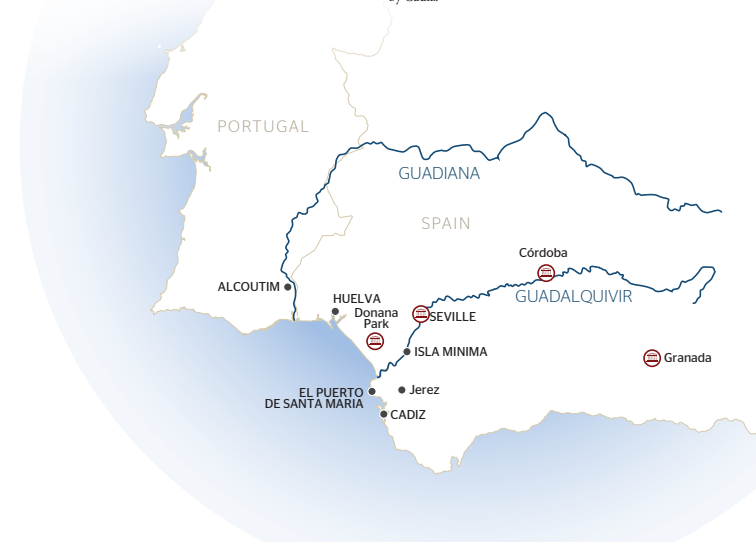 PORTUGAL
GUADIANA
SPAIN
Córdoba
ALCOUTIM
HUELVA
GUADALQUIVIR
Donana
Park
SEVILLE
ISLA MINIMA
Granada
EL PUERTO
DE SANTA MARIA
Jerez
CADIZ